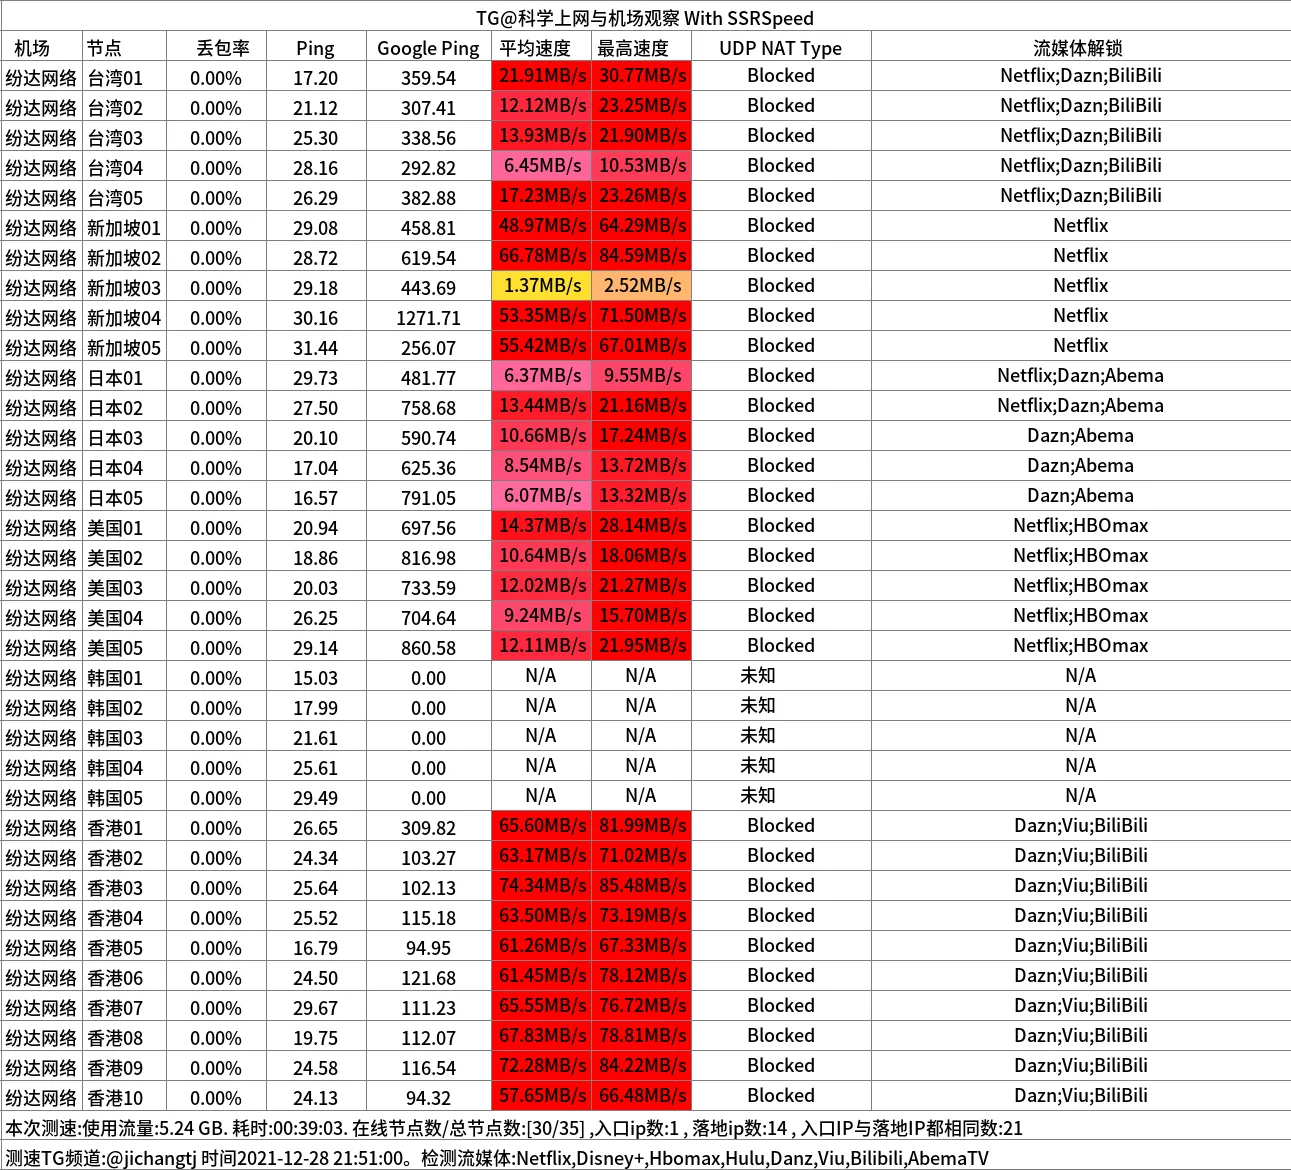 TG@科学上网与机场观察 With SSRSpeed
机场 节点 丢包率 Ping Google Ping 平均速度 最高速度 UDP NAT Type 流媒体解锁
纷达网络 台湾01 0.00% 17.20 359.54 21.91MB/s 30.77MB/s Blocked Netflix;Dazn;BiliBili
纷达网络 台湾02 0.00% 21.12 307.41 12.12MB/s 23.25MB/s Blocked Netflix;Dazn;BiliBili
纷达网络 台湾03 0.00% 25.30 338.56 13.93MB/s 21.90MB/s Blocked Netflix;Dazn;BiliBili
纷达网络 台湾04 0.00% 28.16 292.82 6.45MB/s 10.53MB/s Blocked Netflix;Dazn;BiliBili
纷达网络 台湾05 0.00% 26.29 382.88 17.23MB/s 23.26MB/s Blocked Netflix;Dazn;BiliBili
纷达网络 新加坡01 0.00% 29.08 458.81 48.97MB/s 64.29MB/s Blocked Netflix
纷达网络 新加坡02 0.00% 28.72 619.54 66.78MB/s 84.59MB/s Blocked Netflix
纷达网络 新加坡03 0.00% 29.18 443.69 1.37MB/s 2.52MB/s Blocked Netflix
纷达网络 新加坡04 0.00% 30.16 1271.71 53.35MB/s 71.50MB/s Blocked Netflix
纷达网络 新加坡05 0.00% 31.44 256.07 55.42MB/s 67.01MB/s Blocked Netflix
纷达网络 日本01 0.00% 29.73 481.77 6.37MB/s 9.55MB/s Blocked Netflix;Dazn;Abema
纷达网络 日本02 0.00% 27.50 758.68 13.44MB/s 21.16MB/s Blocked Netflix;Dazn;Abema
纷达网络 日本03 0.00% 20.10 590.74 10.66MB/s 17.24MB/s Blocked Dazn;Abema
纷达网络 日本04 0.00% 17.04 625.36 8.54MB/s 13.72MB/s Blocked Dazn;Abema
纷达网络 日本05 0.00% 16.57 791.05 6.07MB/s 13.32MB/s Blocked Dazn;Abema
纷达网络 美国01 0.00% 20.94 697.56 14.37MB/s 28.14MB/s Blocked Netflix;HBOmax
纷达网络 美国02 0.00% 18.86 816.98 10.64MB/s 18.06MB/s Blocked Netflix;HBOmax
纷达网络 美国03 0.00% 20.03 733.59 12.02MB/s 21.27MB/s Blocked Netflix;HBOmax
纷达网络 美国04 0.00% 26.25 704.64 9.24MB/s 15.70MB/s Blocked Netflix;HBOmax
纷达网络 美国05 0.00% 29.14 860.58 12.11MB/s 21.95MB/s Blocked Netflix;HBOmax
纷达网络 韩国01 0.00% 15.03 0.00 N/A N/A 未知 N/A
纷达网络 韩国02 0.00% 17.99 0.00 N/A N/A 未知 N/A
纷达网络 韩国03 0.00% 21.61 0.00 N/A N/A 未知 N/A
纷达网络 韩国04 0.00% 25.61 0.00 N/A N/A 未知 N/A
纷达网络 韩国05 0.00% 29.49 0.00 N/A N/A 未知 N/A
纷达网络 香港01 0.00% 26.65 309.82 65.60MB/s 81.99MB/s Blocked Dazn;Viu;BiliBili
纷达网络 香港02 0.00% 24.34 103.27 63.17MB/s 71.02MB/s Blocked Dazn;Viu;BiliBili
纷达网络 香港03 0.00% 25.64 102.13 74.34MB/s 85.48MB/s Blocked Dazn;Viu;BiliBili
纷达网络 香港04 0.00% 25.52 115.18 63.50MB/s 73.19MB/s Blocked Dazn;Viu;BiliBili
纷达网络 香港05 0.00% 16.79 94.95 61.26MB/s 67.33MB/s Blocked Dazn;Viu;BiliBili
纷达网络 香港06 0.00% 24.50 121.68 61.45MB/s 78.12MB/s Blocked Dazn;Viu;BiliBili
纷达网络 香港07 0.00% 29.67 111.23 65.55MB/s 76.72MB/s Blocked Dazn;Viu;BiliBili
纷达网络 香港08 0.00% 19.75 112.07 67.83MB/s 78.81MB/s Blocked Dazn;Viu;BiliBili
纷达网络 香港09 0.00% 24.58 116.54 72.28MB/s 84.22MB/s Blocked Dazn;Viu;BiliBili
纷达网络 香港10 0.00% 24.13 94.32 57.65MB/s 66.48MB/s Blocked Dazn;Viu;BiliBili
本次测速:使用流量:5.24 GB. 耗时:00:39:03. 在线节点数/总节点数:[30/35] ,入口ip数:1 , 落地ip数:14 , 入口IP与落地IP都相同数:21
测速TG频道:@jichangtj 时间2021-12-28 21:51:00。检测流媒体:Netflix,Disney+,Hbomax,Hulu,Danz,Viu,Bilibili,AbemaTV